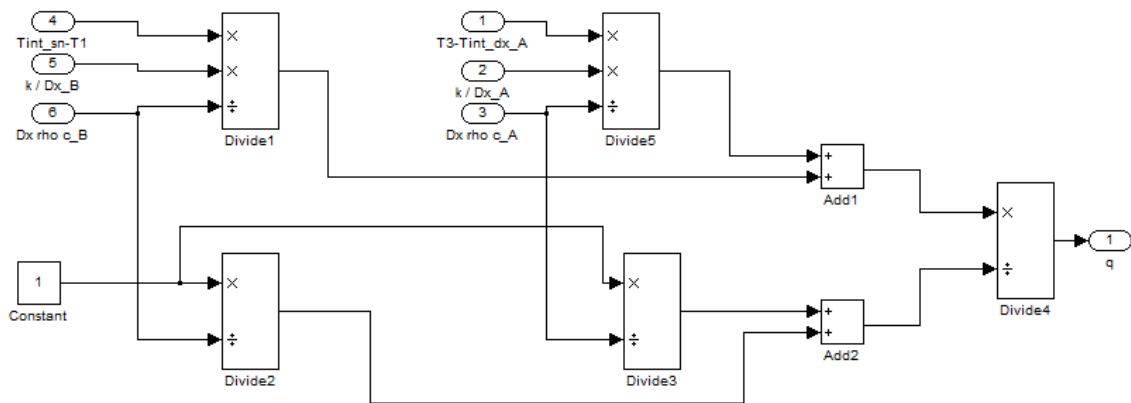 4
Tint_sn-T1
×
5
k / Dx_B
×
6
Dx rho c_B
÷
Divide1
1
T3-Tint_dx_A
×
2
k / Dx_A
×
3
Dx rho c_A
÷
Divide5
+
+
Add1
×
÷
Divide4
1
q
1
Constant
×
÷
Divide2
×
÷
Divide3
+
+
Add2